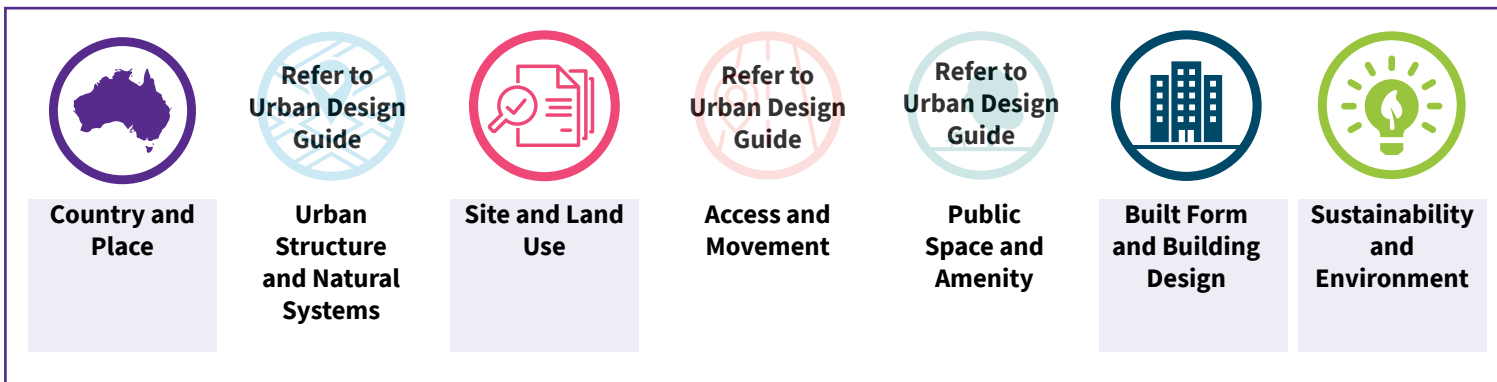 Refer to
Urban Design
Guide
Refer to
Urban Design
Guide
Refer to
Urban Design
Guide
Country and
Place
Urban
Structure
and Natural
Systems
Site and Land
Use
Access and
Movement
Public
Space and
Amenity
Built Form
and Building
Design
Sustainability
and
Environment